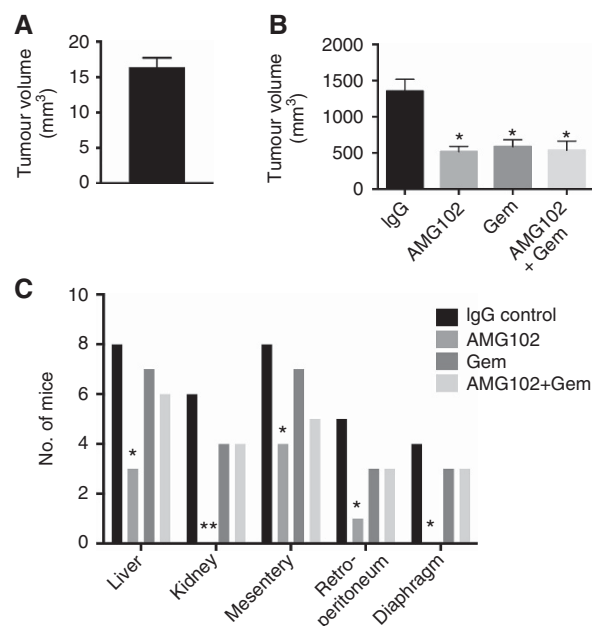 A
Tumour volume
(mm³)
20
15
10
5
0
B
Tumour volume
(mm³)
2000
1500
1000
500
0
*
*
*
IgG
AMG102
Gem
AMG102
+ Gem
C
No. of mice
10
8
6
4
2
0
IgG control
AMG102
Gem
AMG102+Gem
*
**
*
*
*
Liver
Kidney
Mesentery
Retro-
peritoneum
Diaphragm